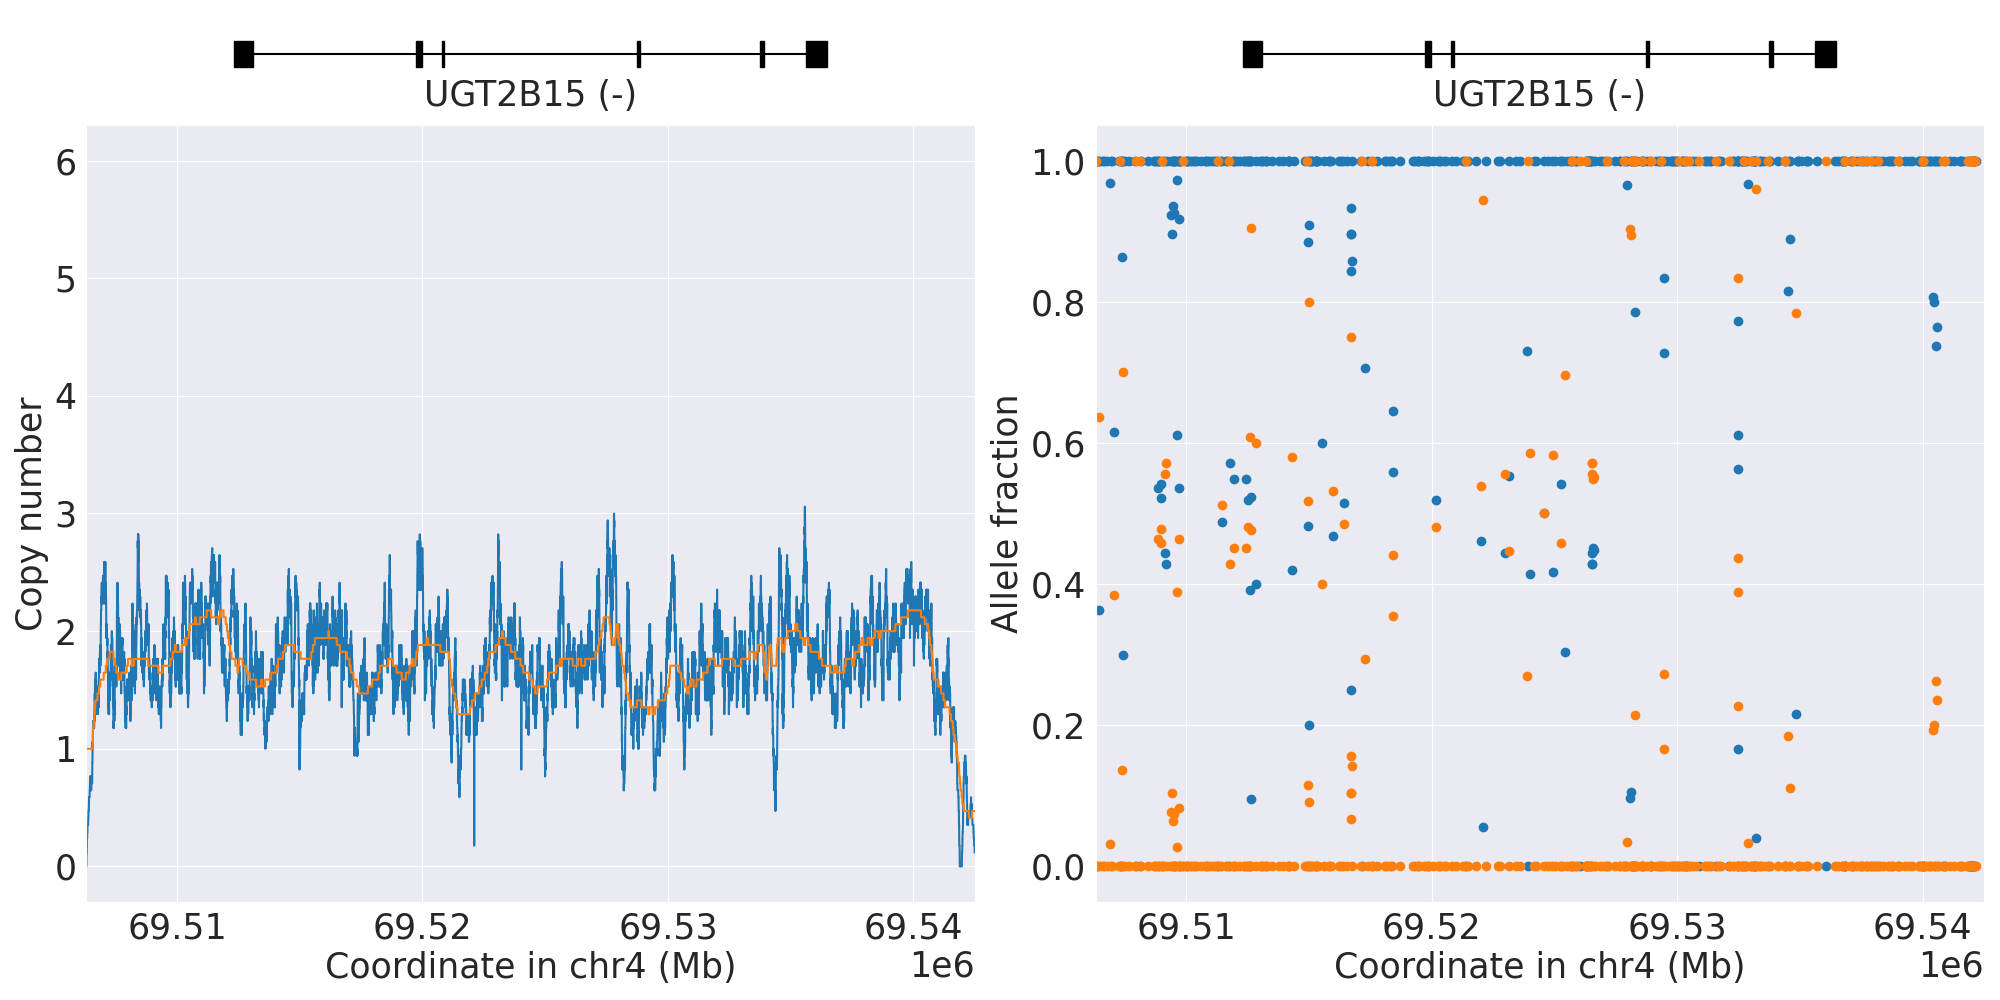 UGT2B15 (-)
6
5
4
3
2
1
0
Copy number
69.51
69.52
69.53
69.54
Coordinate in chr4 (Mb)
1e6
UGT2B15 (-)
1.0
0.8
0.6
0.4
0.2
0.0
Allele fraction
69.51
69.52
69.53
69.54
Coordinate in chr4 (Mb)
1e6